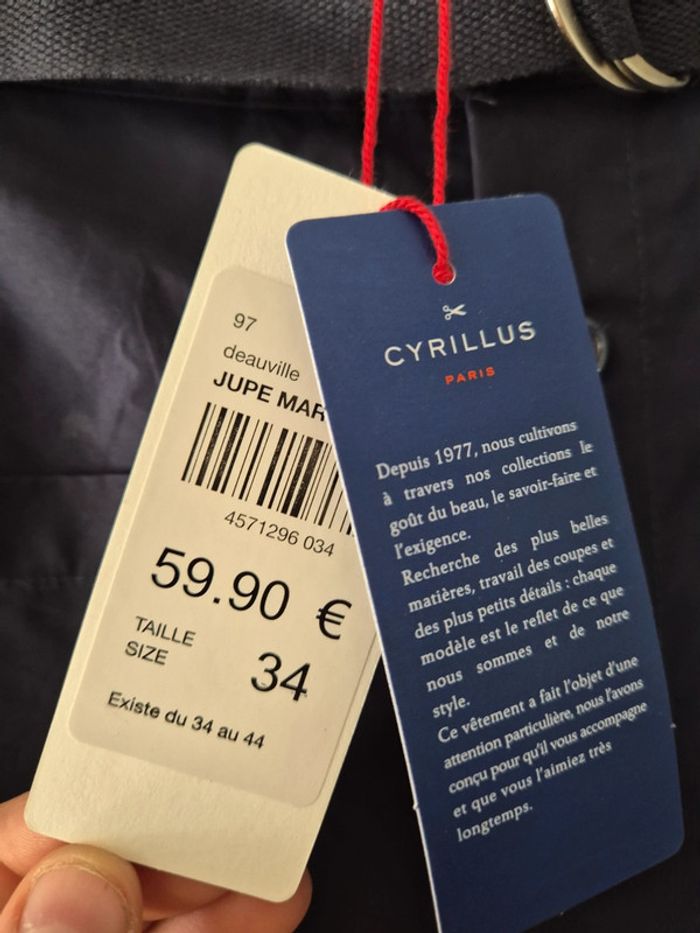 97
deauville
JUPE MAR
4571296 034
59.90 €
TAILLE
SIZE
34
Existe du 34 au 44
CYRILLUS
PARIS
Depuis 1977, nous cultivons
à travers nos collections le
goût du beau, le savoir-faire et
l'exigence.
Recherche des plus belles
matières, travail des coupes et
des plus petits détails : chaque
modèle est le reflet de ce que
nous sommes et de notre
style.
Ce vêtement a fait l'objet d'une
attention particulière, nous l'avons
conçu pour qu'il vous accompagne
et que vous l'aimiez très
longtemps.